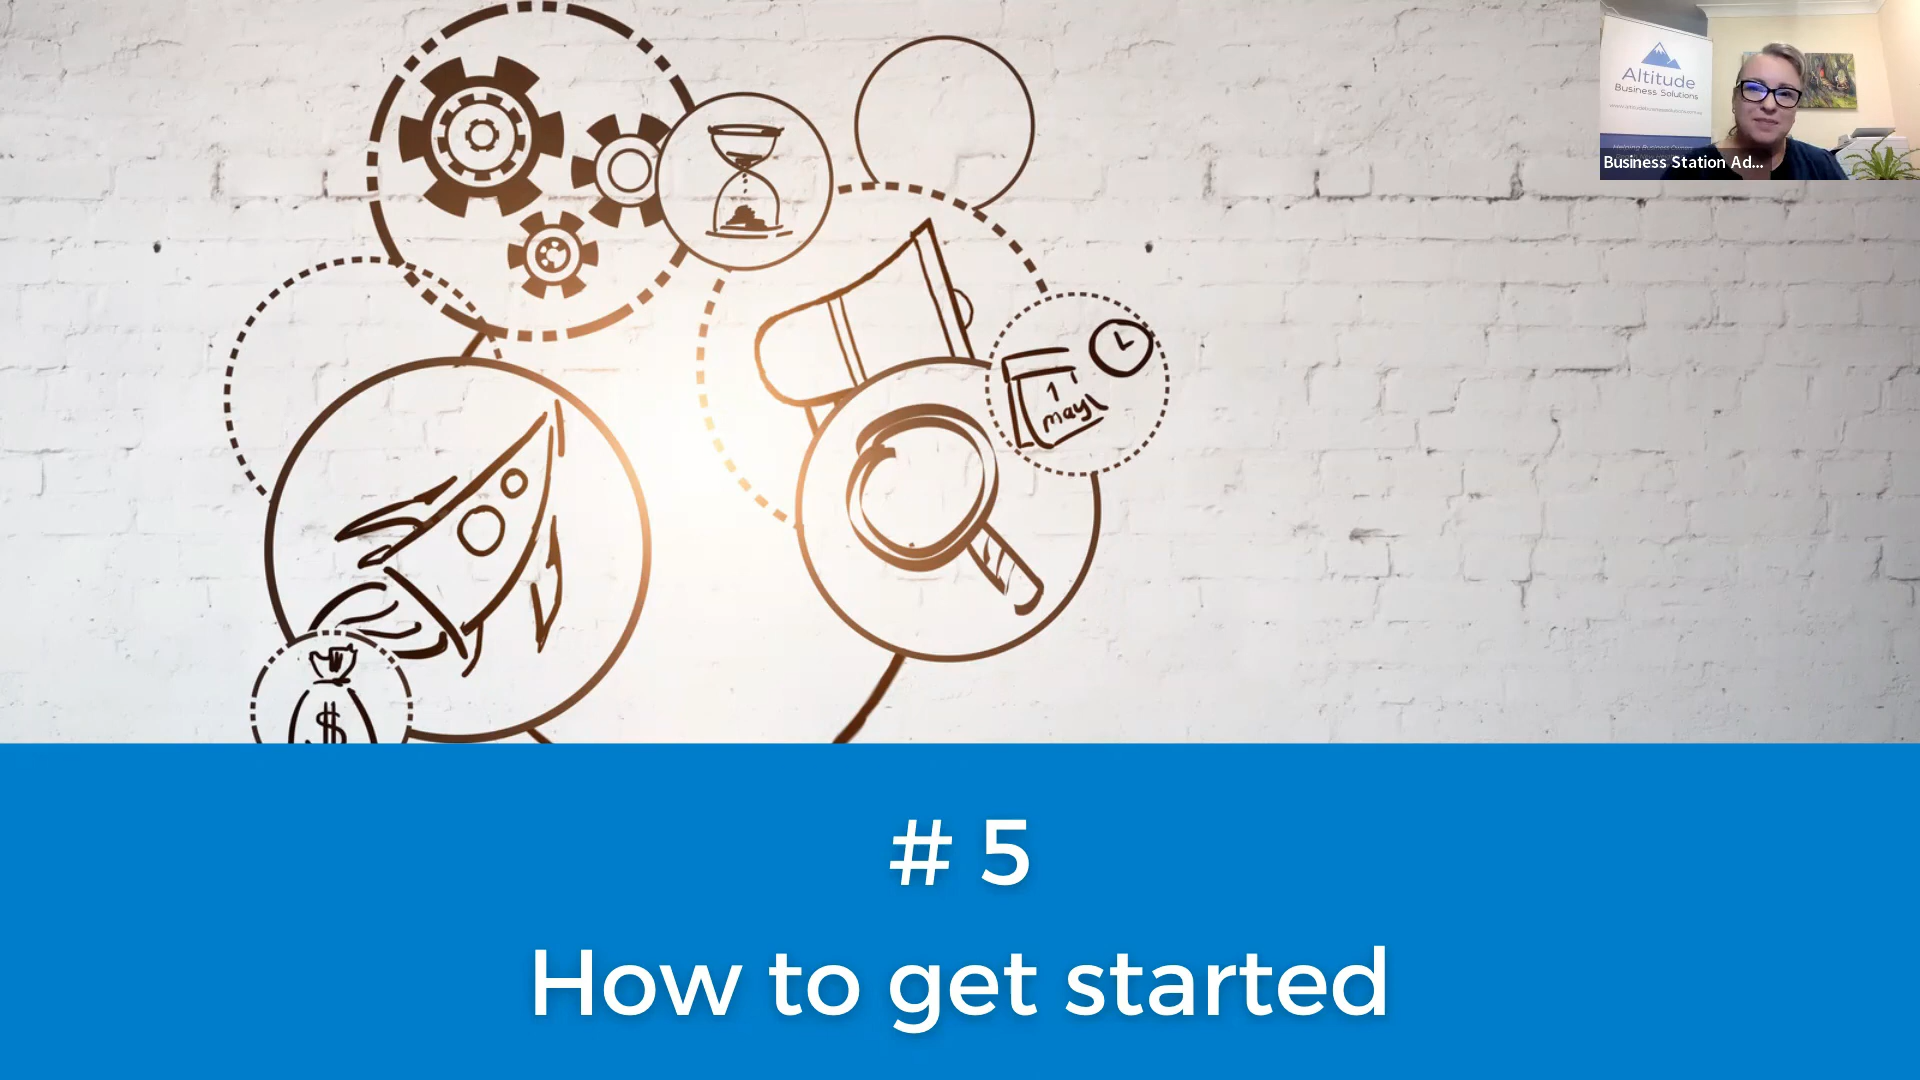 Altitude
Business Solutions
Business Station Ad...
1
may
$
# 5
How to get started